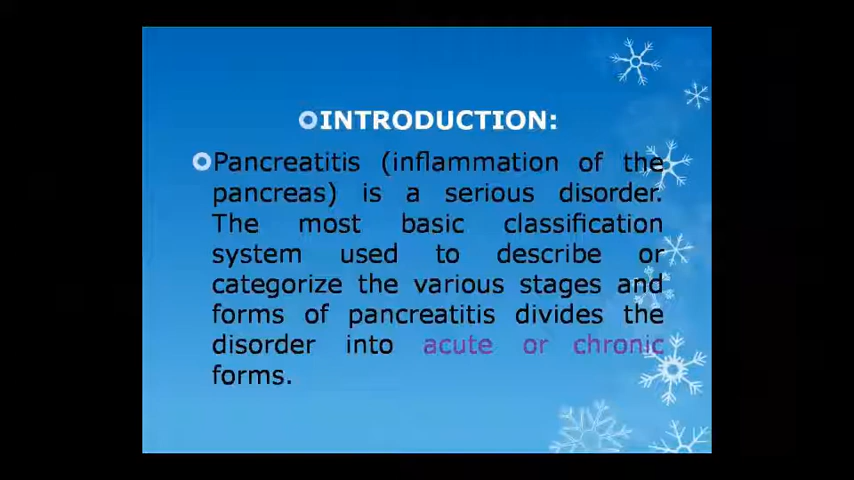 INTRODUCTION:
Pancreatitis (inflammation of the
pancreas) is a serious disorder.
The most basic classification
system used to describe or
categorize the various stages and
forms of pancreatitis divides the
disorder into acute or chronic
forms.